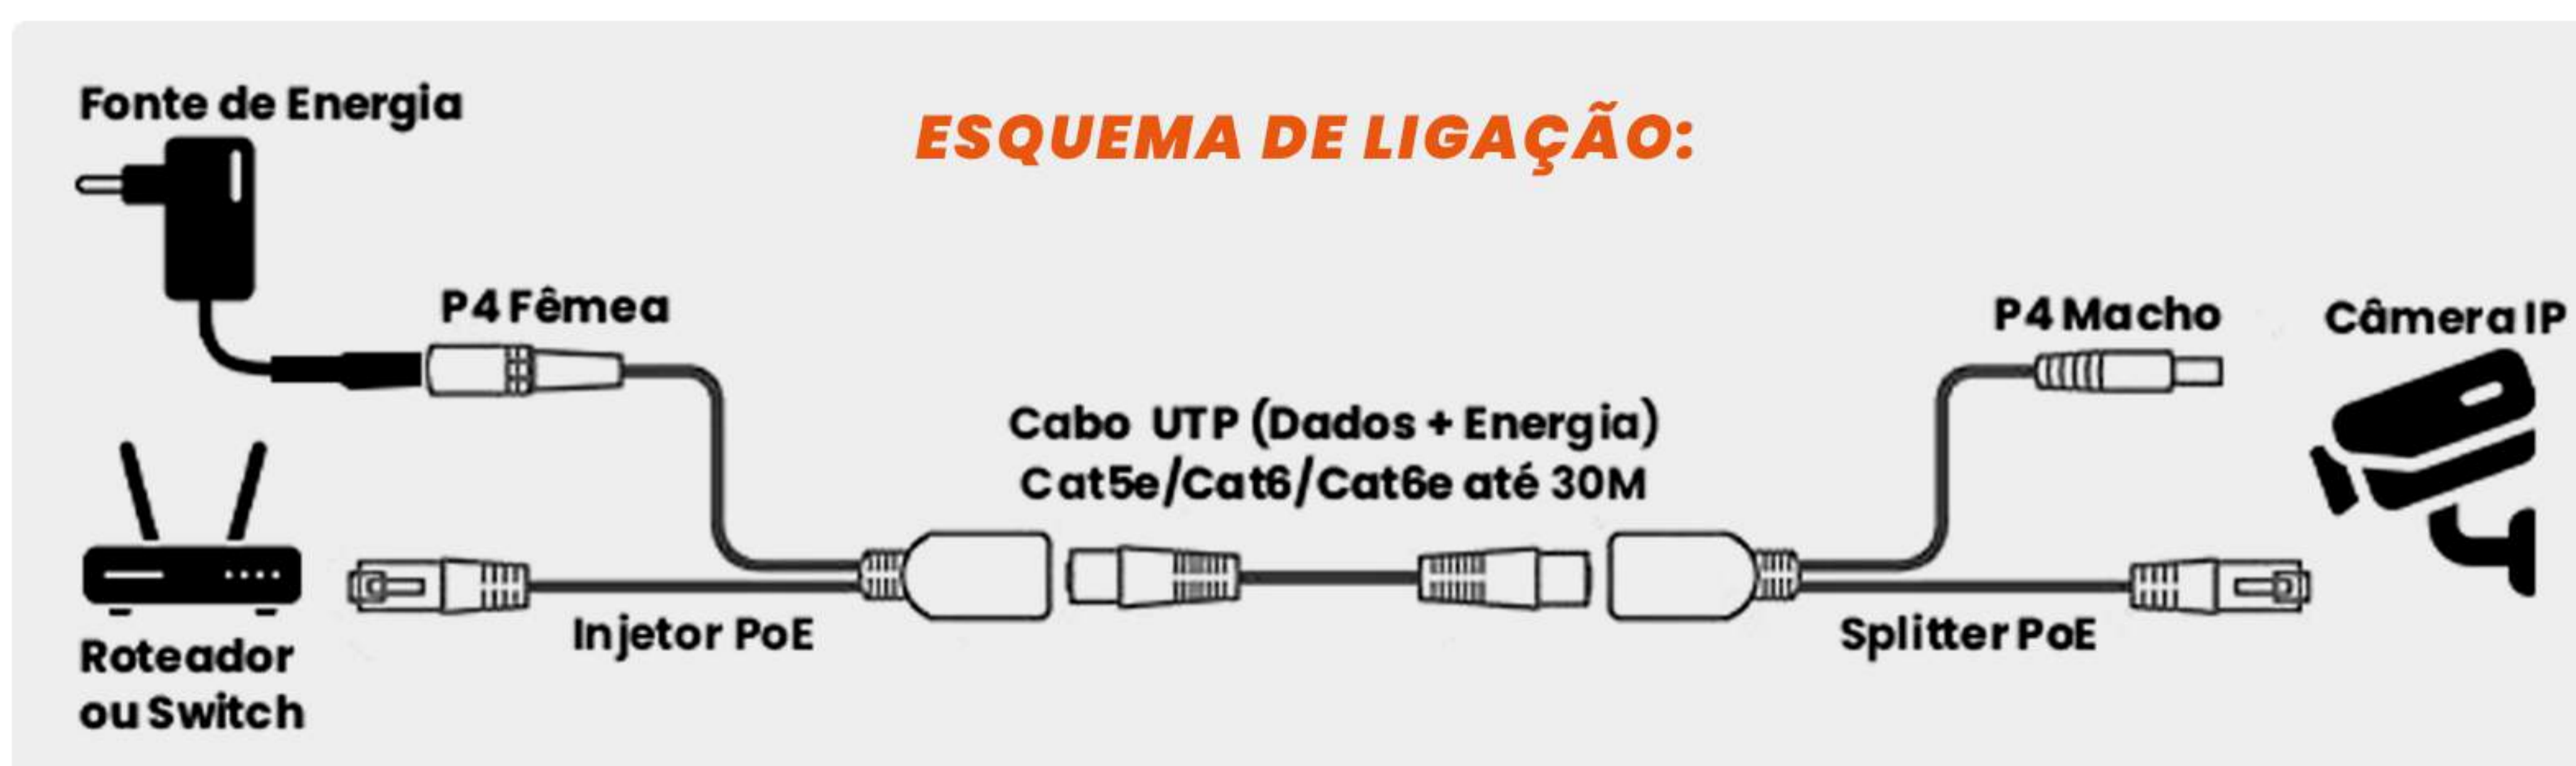 Fonte de Energia
ESQUEMA DE LIGAÇÃO:
P4 Fêmea
P4 Macho
Câmera IP
Cabo UTP (Dados + Energia)
Cat5e/Cat6/Cat6e até 30M
Injetor PoE
Splitter PoE
Roteador
ou Switch